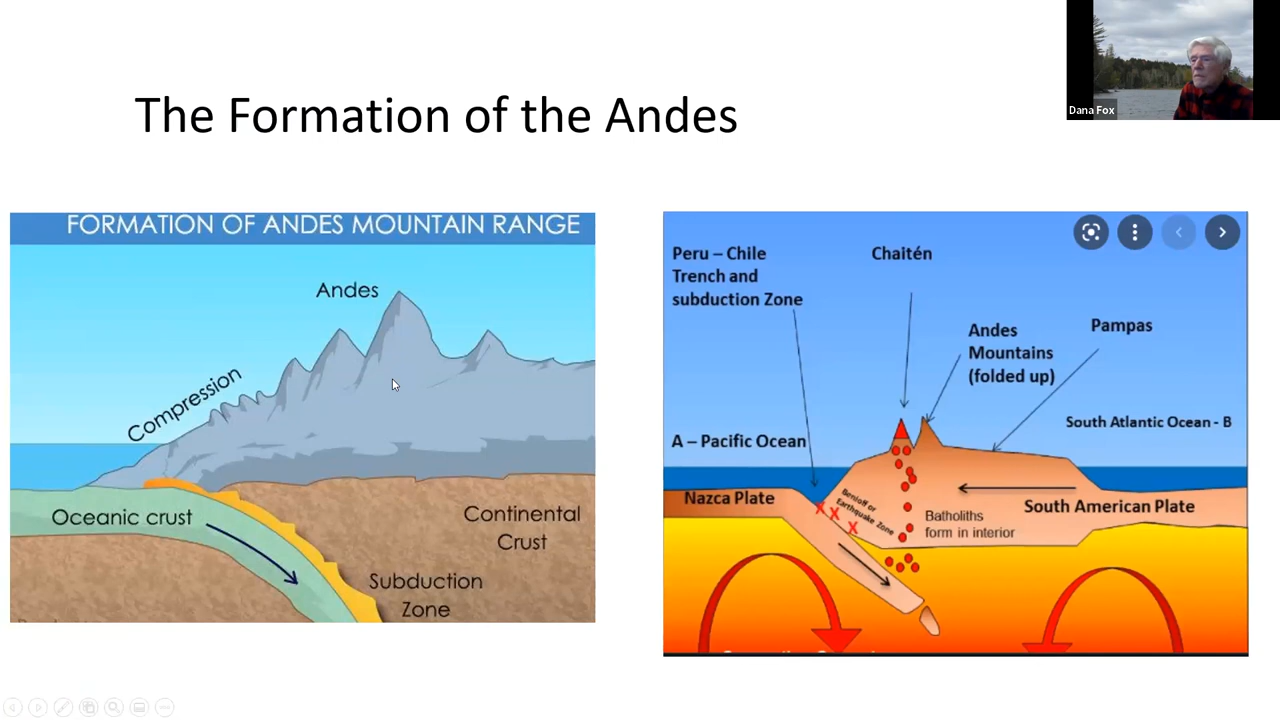 Dana Fox
The Formation of the Andes
FORMATION OF ANDES MOUNTAIN RANGE
Andes
Compression
Oceanic crust
Continental
Crust
Subduction
Zone
Peru – Chile
Trench and
subduction Zone
Chaitén
Andes
Mountains
(folded up)
Pampas
South Atlantic Ocean - B
A – Pacific Ocean
Nazca Plate
Benioff or
Earthquake Zone
South American Plate
Batholiths
form in interior